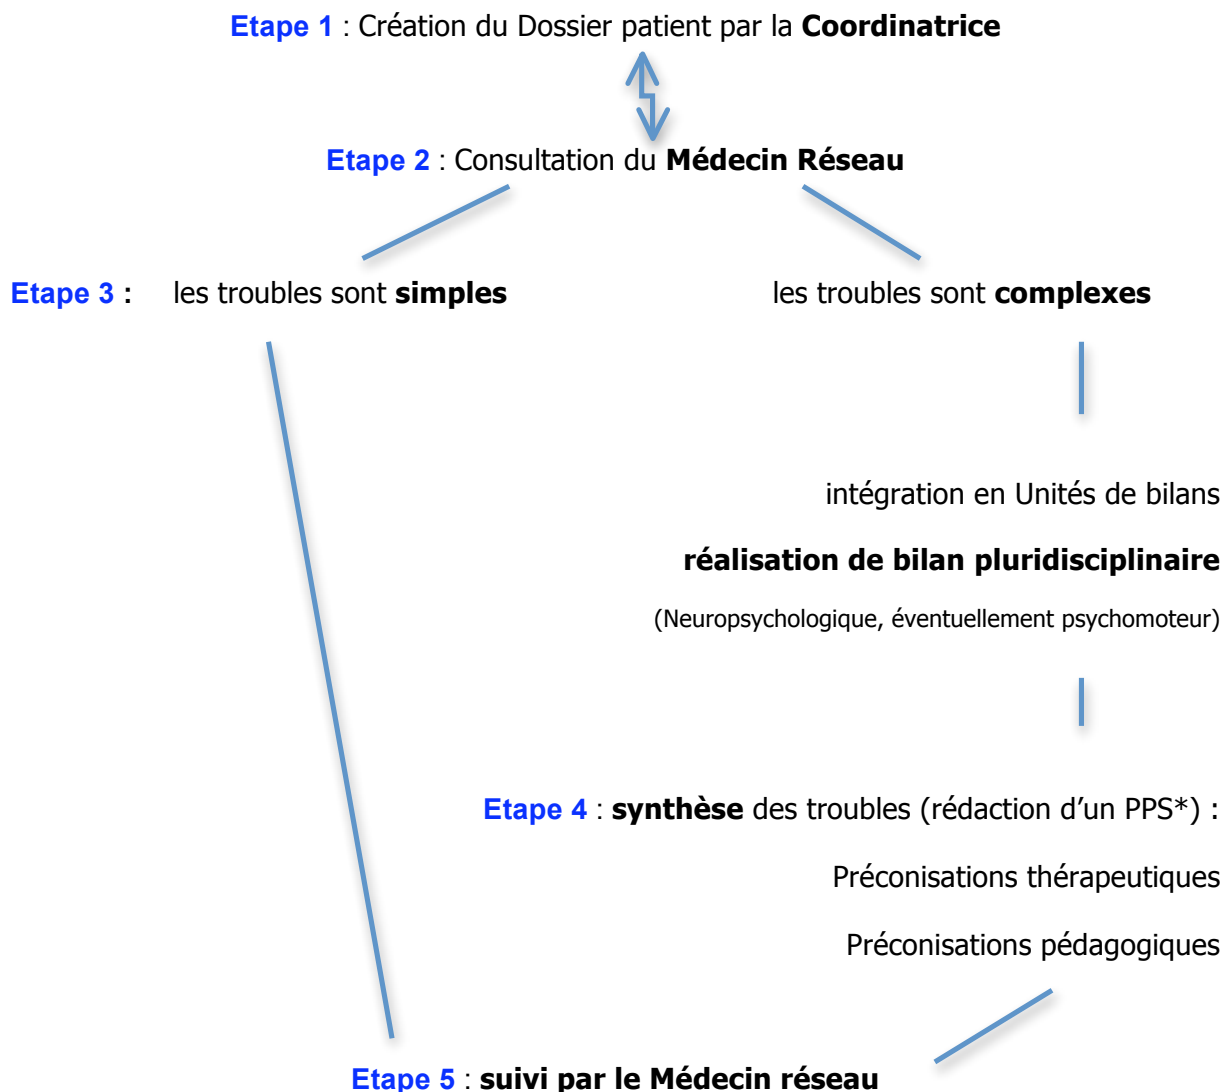 Etape 1 : Création du Dossier patient par la Coordinatrice
Etape 2 : Consultation du Médecin Réseau
Etape 3 : les troubles sont simples
les troubles sont complexes
intégration en Unités de bilans
réalisation de bilan pluridisciplinaire
(Neuropsychologique, éventuellement psychomoteur)
Etape 4 : synthèse des troubles (rédaction d’un PPS*) :
Préconisations thérapeutiques
Préconisations pédagogiques
Etape 5 : suivi par le Médecin réseau